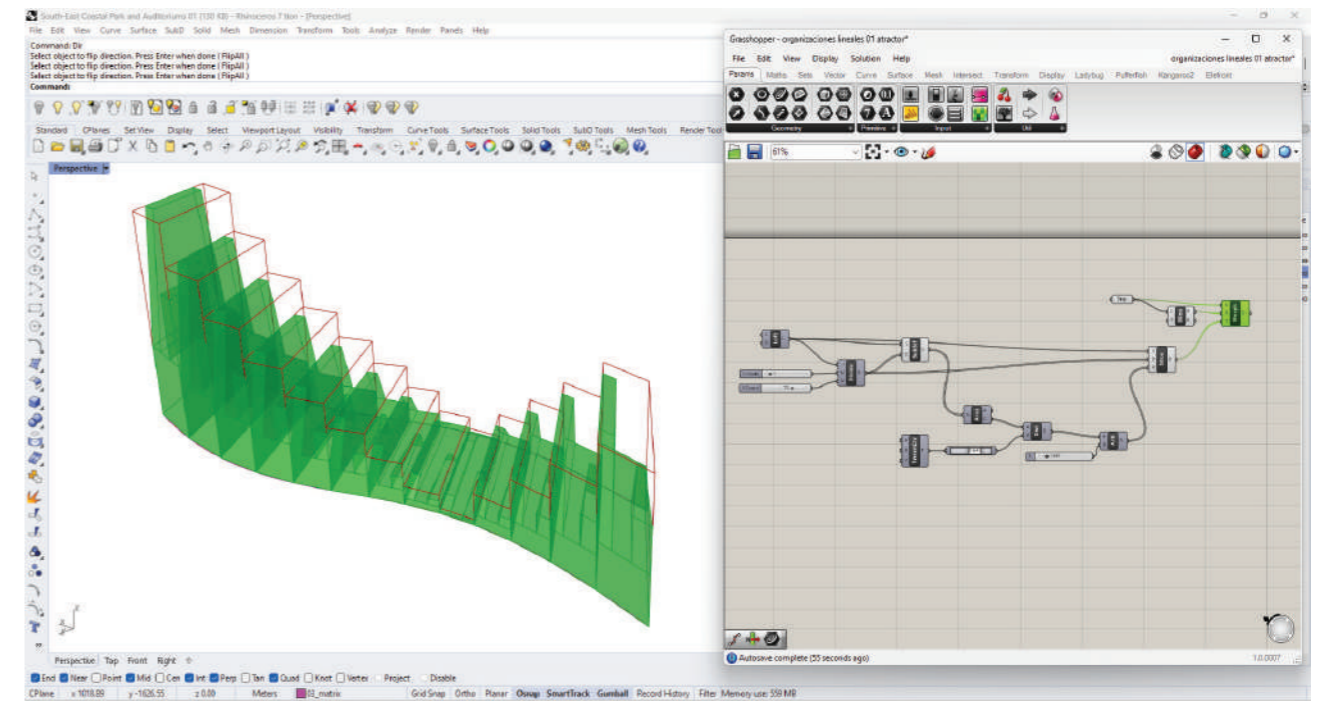 South-East Coastal Park and Auditoriums 01 (130 KB) - Rhinoceros 7 - [Perspective]
File Edit View Curve Surface SubD Solid Mesh Dimension Transform Tools Analyze Render Panels Help
Command: Dir
Select object to flip direction. Press Enter when done ( FlipAll )
Select object to flip direction. Press Enter when done ( FlipAll )
Select object to flip direction. Press Enter when done ( FlipAll )
Command:
Standard CPlanes Set View Display Select Viewport Layout Visibility Transform Curve Tools Surface Tools Solid Tools SubD Tools Mesh Tools Render Tool
Perspective
z
Perspective Top Front Right
End Near Point Mid Cen Int Perp Tan Quad Knot Vertex Project Disable
CPlane x 1018.89 y -1626.55 z 0.00 Meters 03_matrix Grid Snap Ortho Planar Osnap SmartTrack Gumball Record History Filter Memory use: 559 MB
Grasshopper - organizaciones lineales 01 atractor*
File Edit View Display Solution Help organizaciones lineales 01 atractor*
Params Maths Sets Vector Curve Surface Mesh Intersect Transform Display Ladybug Pufferfish Kangaroo2 Elefront
Geometry Primitive Input Util
61%
Autosave complete (55 seconds ago) 1.0.0007